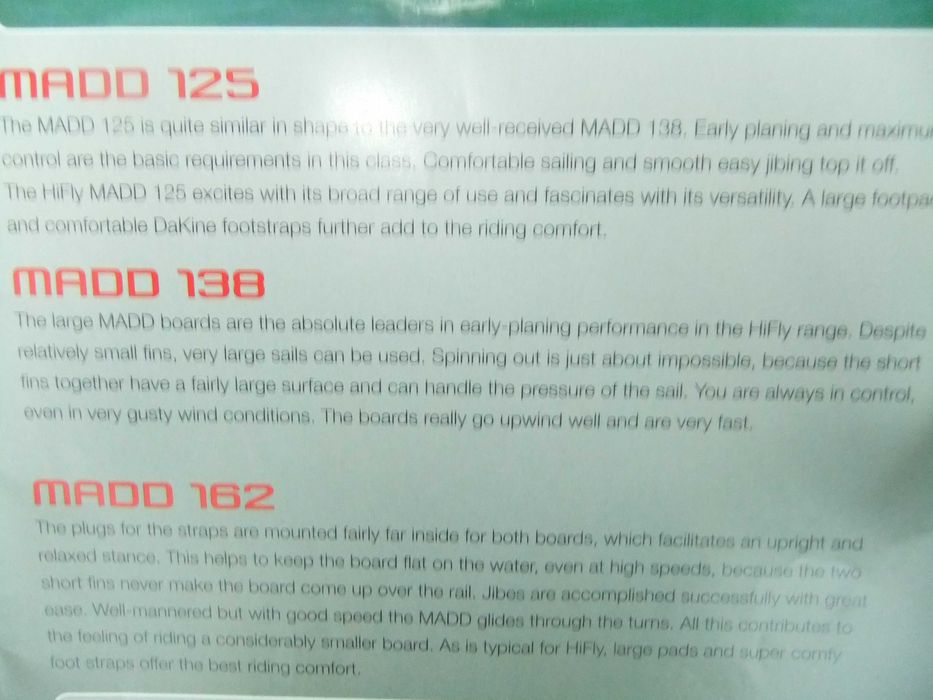 MADD 125
The MADD 125 is quite similar in shape to the very well-received MADD 138. Early planing and maximu
control are the basic requirements in this class. Comfortable sailing and smooth easy jibing top it off.
The HiFly MADD 125 excites with its broad range of use and fascinates with its versatility. A large footpa
and comfortable DaKine footstraps further add to the riding comfort.
MADD 138
The large MADD boards are the absolute leaders in early-planing performance in the HiFly range. Despite
relatively small fins, very large sails can be used. Spinning out is just about impossible, because the short
fins together have a fairly large surface and can handle the pressure of the sail. You are always in control,
even in very gusty wind conditions. The boards really go upwind well and are very fast.
MADD 162
The plugs for the straps are mounted fairly far inside for both boards, which facilitates an upright and
relaxed stance. This helps to keep the board flat on the water, even at high speeds, because the two
short fins never make the board come up over the rail. Jibes are accomplished successfully with great
ease. Well-mannered but with good speed the MADD glides through the turns. All this contributes to
the feeling of riding a considerably smaller board. As is typical for HiFly, large pads and super comfy
foot straps offer the best riding comfort.